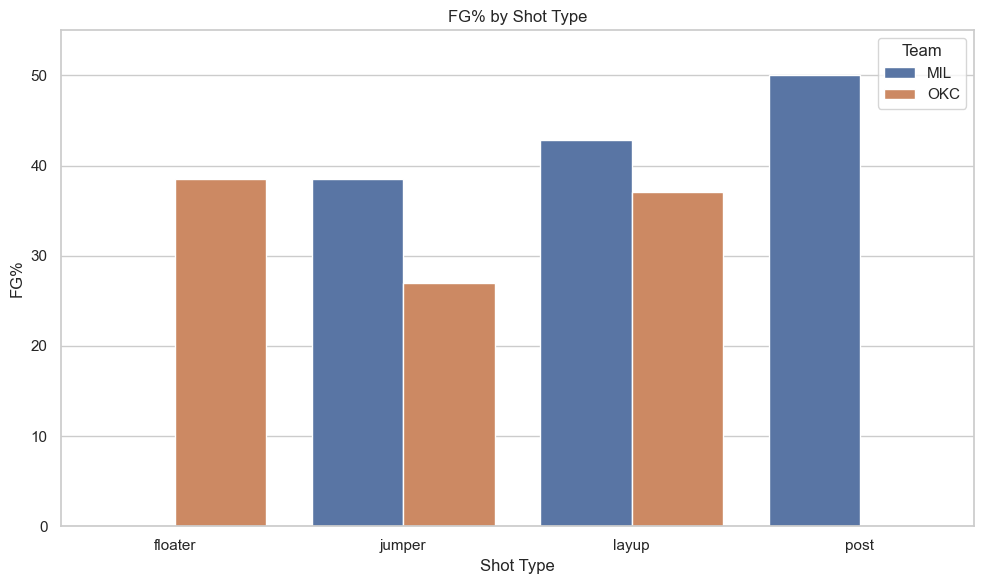 FG% by Shot Type
Team
MIL
OKC
50
40
30
20
10
0
FG%
floater
jumper
layup
post
Shot Type